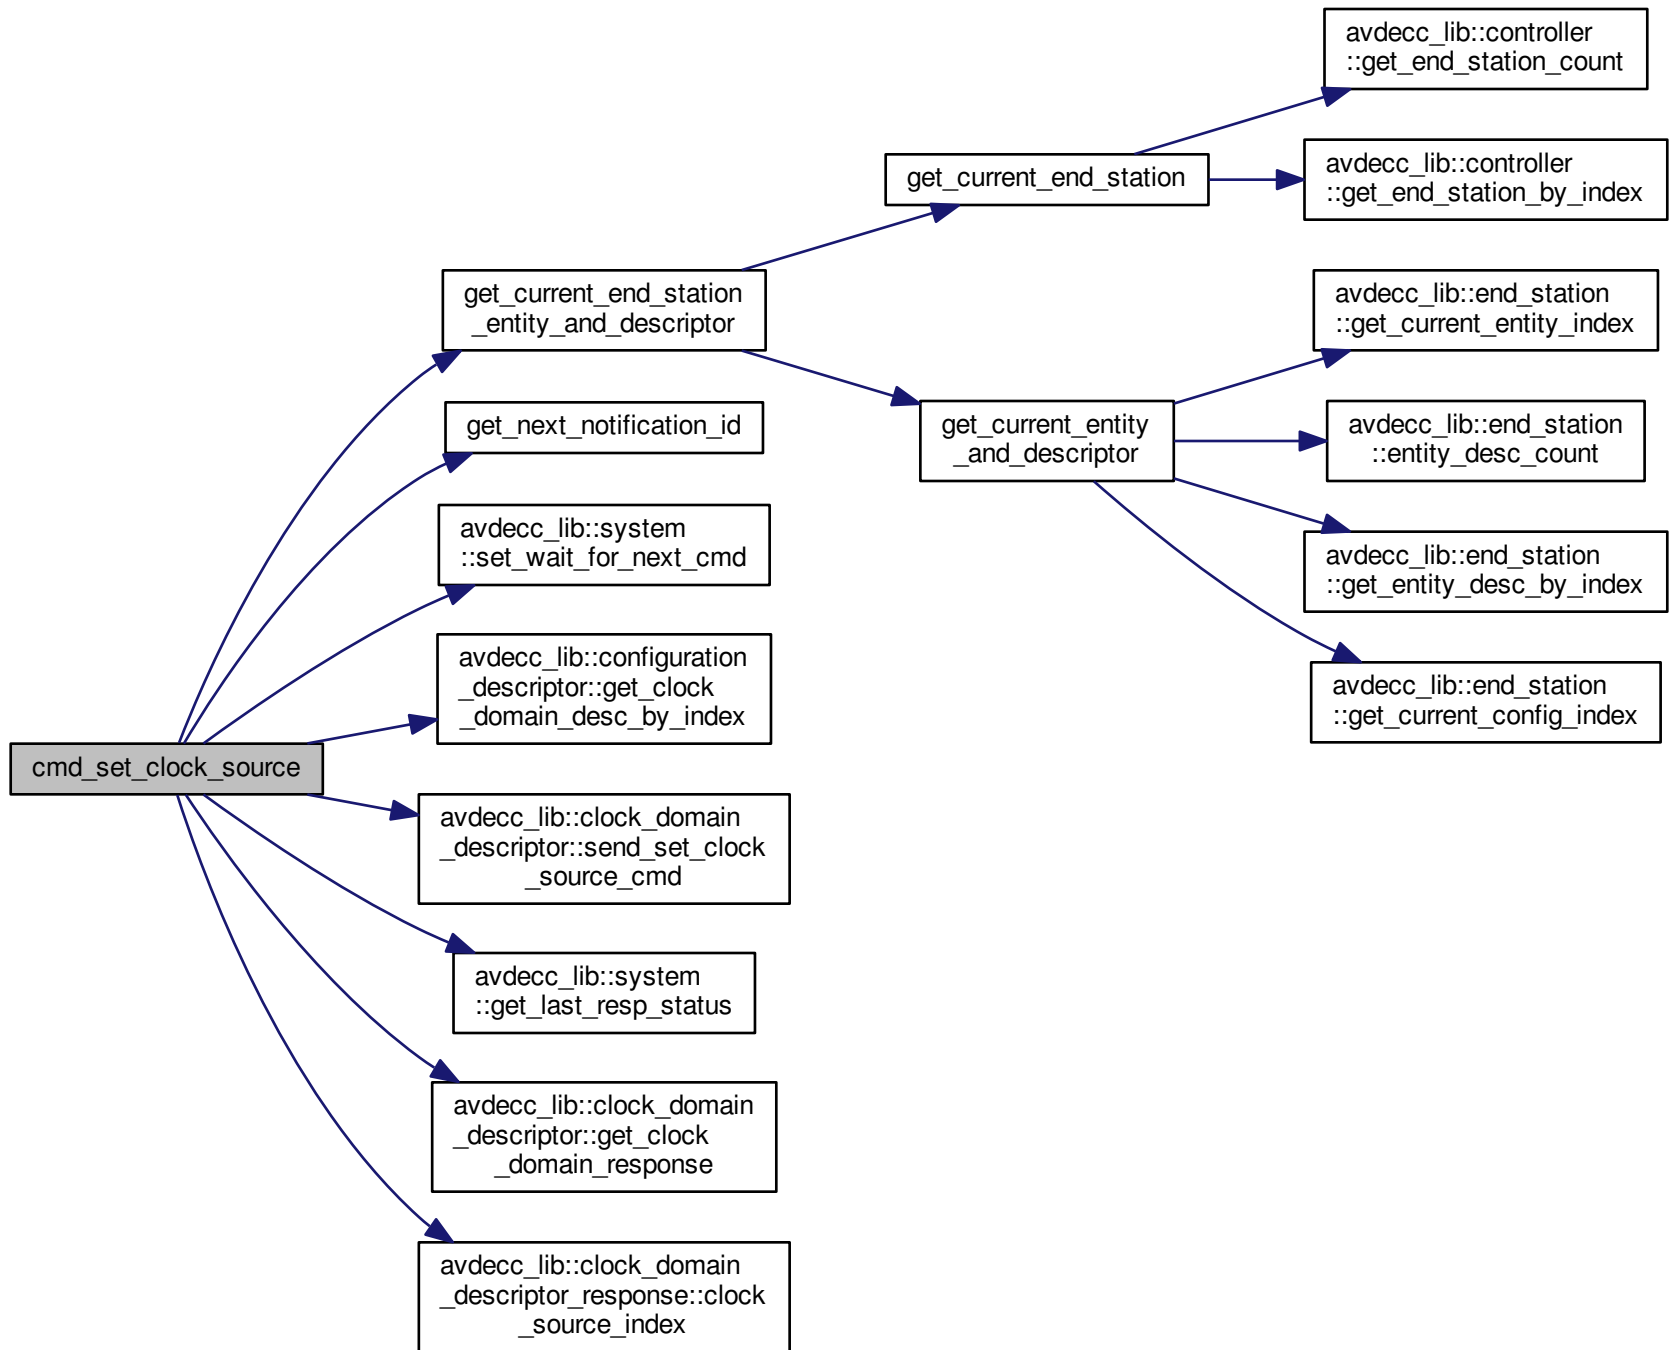 avdecc_lib::controller
::get_end_station_count
avdecc_lib::controller
::get_end_station_by_index
get_current_end_station
avdecc_lib::end_station
::get_current_entity_index
get_current_end_station
_entity_and_descriptor
avdecc_lib::end_station
::entity_desc_count
get_current_entity
_and_descriptor
get_next_notification_id
avdecc_lib::end_station
::get_entity_desc_by_index
avdecc_lib::system
::set_wait_for_next_cmd
avdecc_lib::end_station
::get_current_config_index
avdecc_lib::configuration
_descriptor::get_clock
_domain_desc_by_index
cmd_set_clock_source
avdecc_lib::clock_domain
_descriptor::send_set_clock
_source_cmd
avdecc_lib::system
::get_last_resp_status
avdecc_lib::clock_domain
_descriptor::get_clock
_domain_response
avdecc_lib::clock_domain
_descriptor_response::clock
_source_index